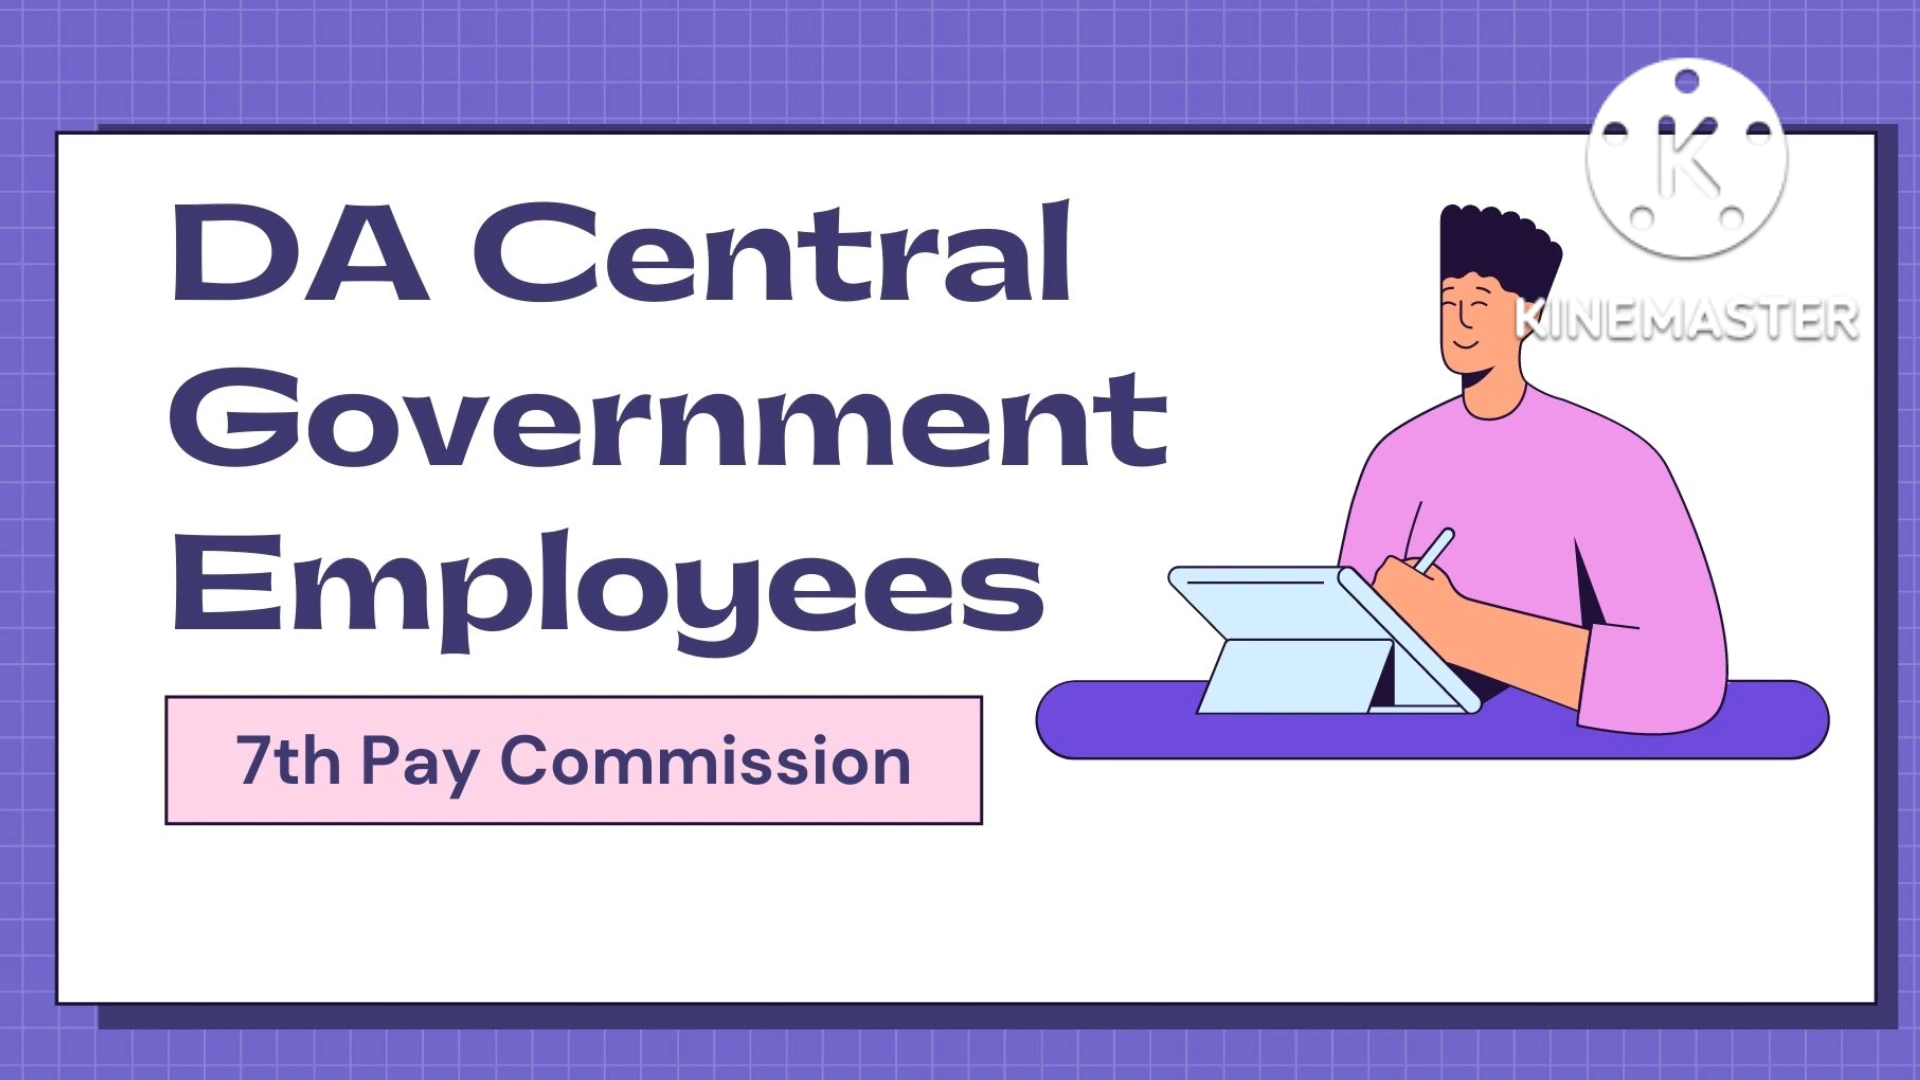 DA Central
Government
Employees
7th Pay Commission
K
KINEMASTER